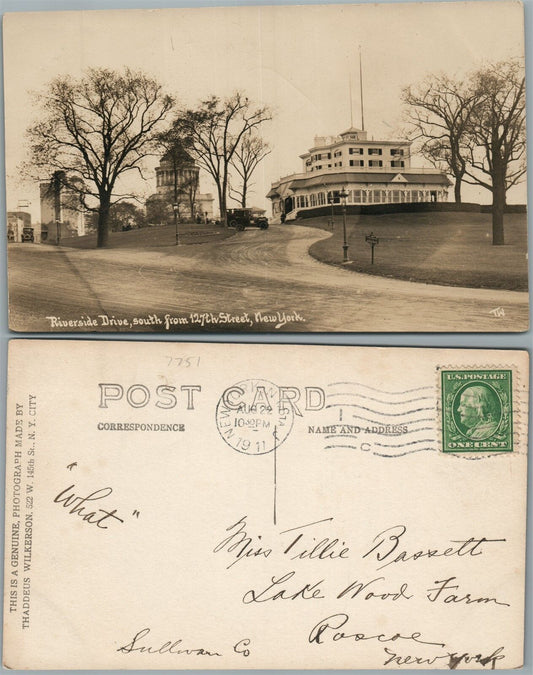 Riverside Drive, south from 127th Street, New York.
TW
7751
POST CARD
CORRESPONDENCE
NAME AND ADDRESS
THIS IS A GENUINE, PHOTOGRAPH MADE BY
THADDEUS WILKERSON, 522 W. 145th St., N. Y. CITY
NEW
STA. J
AUG 22
10-PM
1911
1
C
U.S. POSTAGE
ONE CENT
"What"
Miss Tillie Bassett
Lake Wood Farm
Roscoe
Sullivan Co
New York